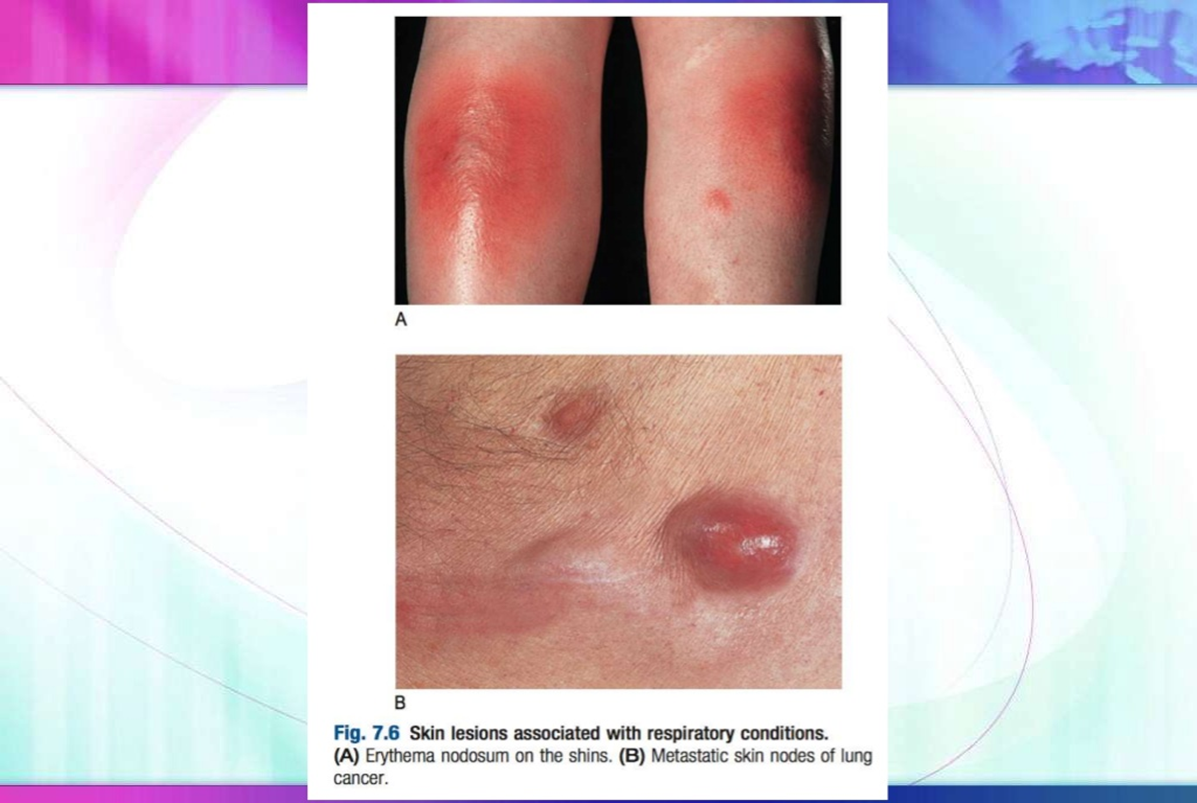 A
B
Fig. 7.6 Skin lesions associated with respiratory conditions.
(A) Erythema nodosum on the shins. (B) Metastatic skin nodes of lung
cancer.